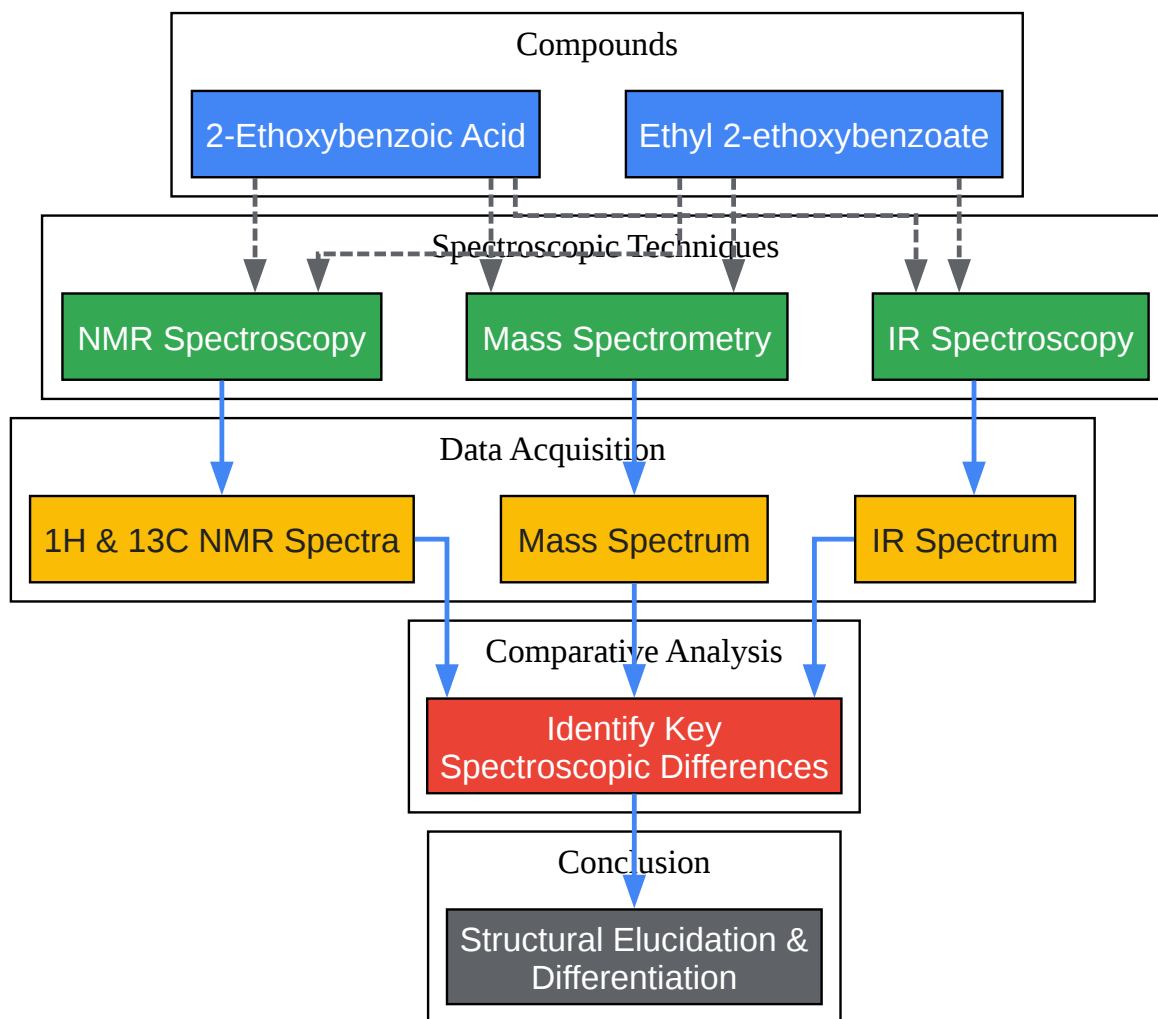 Compounds
2-Ethoxybenzoic Acid
Ethyl 2-ethoxybenzoate
Spectroscopic Techniques
NMR Spectroscopy
Mass Spectrometry
IR Spectroscopy
Data Acquisition
1H & 13C NMR Spectra
Mass Spectrum
IR Spectrum
Comparative Analysis
Identify Key
Spectroscopic Differences
Conclusion
Structural Elucidation &
Differentiation